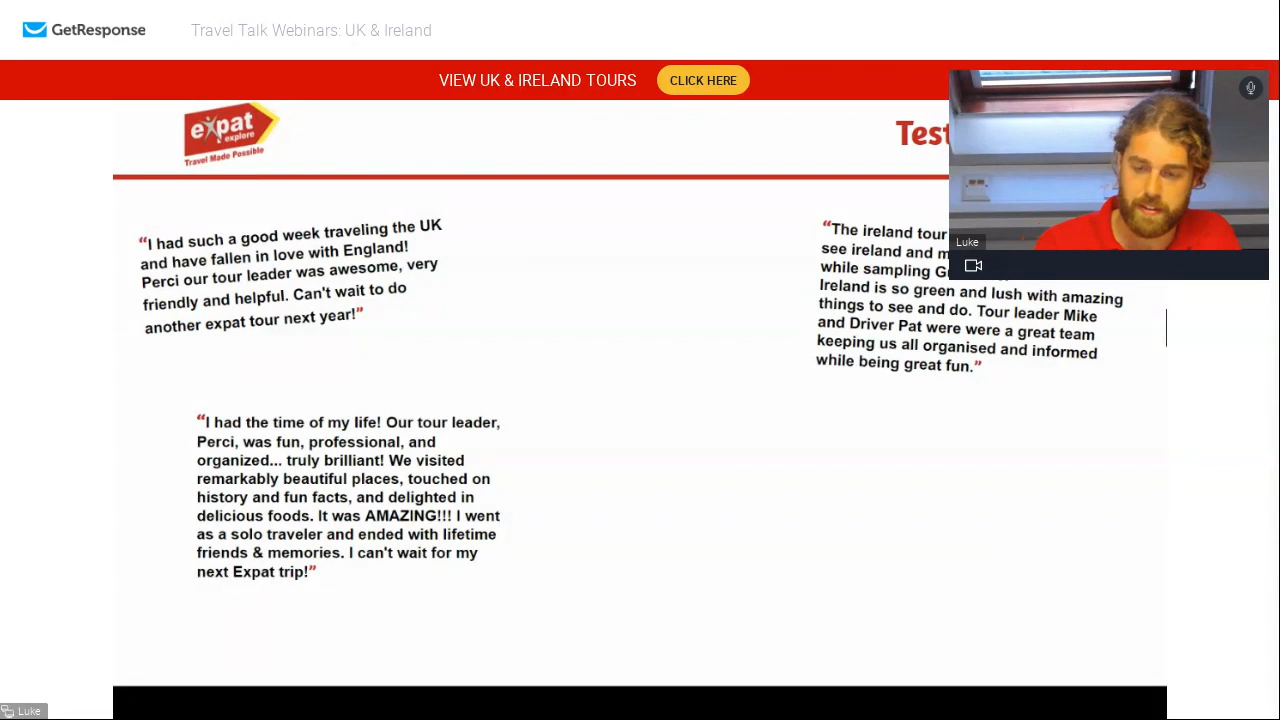 GetResponse
Travel Talk Webinars: UK & Ireland
VIEW UK & IRELAND TOURS
CLICK HERE
expat
explore
Travel Made Possible
Test
Luke
“I had such a good week traveling the UK
and have fallen in love with England!
Perci our tour leader was awesome, very
friendly and helpful. Can't wait to do
another expat tour next year!”
“The ireland tour
see ireland and m
while sampling G
Ireland is so green and lush with amazing
things to see and do. Tour leader Mike
and Driver Pat were were a great team
keeping us all organised and informed
while being great fun.”
“I had the time of my life! Our tour leader,
Perci, was fun, professional, and
organized... truly brilliant! We visited
remarkably beautiful places, touched on
history and fun facts, and delighted in
delicious foods. It was AMAZING!!! I went
as a solo traveler and ended with lifetime
friends & memories. I can't wait for my
next Expat trip!”
Luke